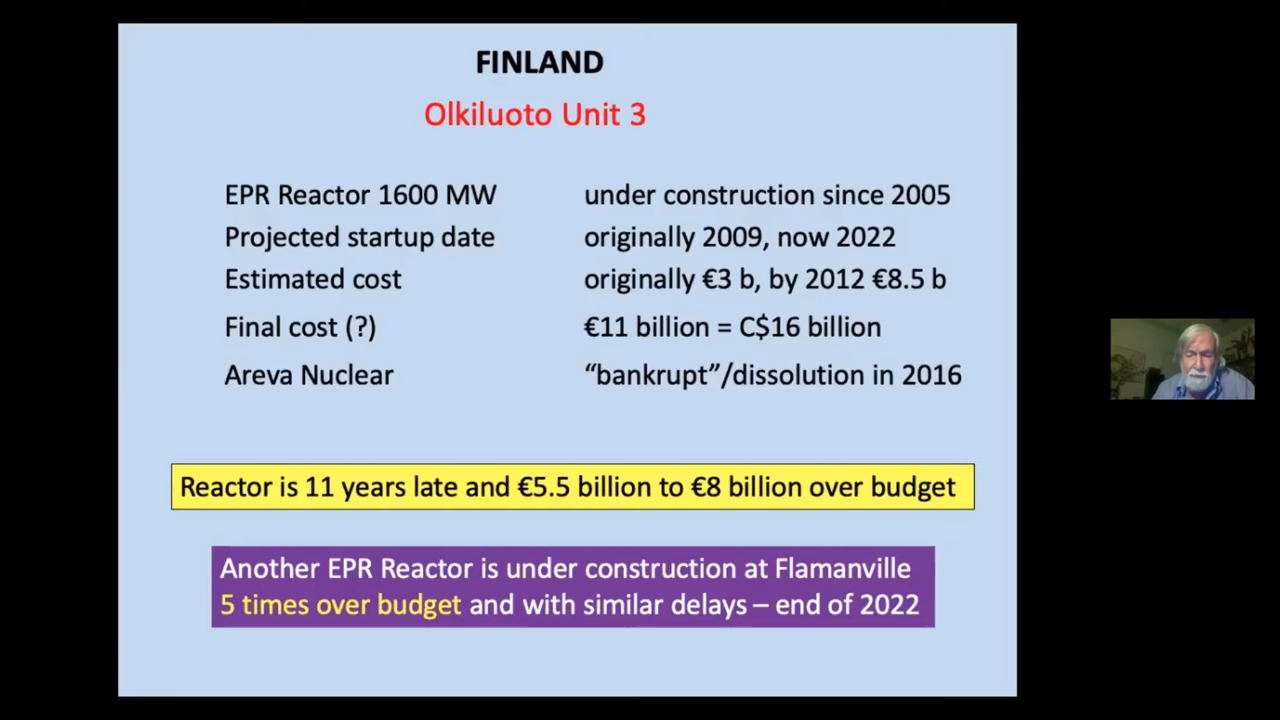 FINLAND
Olkiluoto Unit 3
EPR Reactor 1600 MW under construction since 2005
Projected startup date originally 2009, now 2022
Estimated cost originally €3 b, by 2012 €8.5 b
Final cost (?) €11 billion = C$16 billion
Areva Nuclear “bankrupt”/dissolution in 2016
Reactor is 11 years late and €5.5 billion to €8 billion over budget
Another EPR Reactor is under construction at Flamanville
5 times over budget and with similar delays – end of 2022